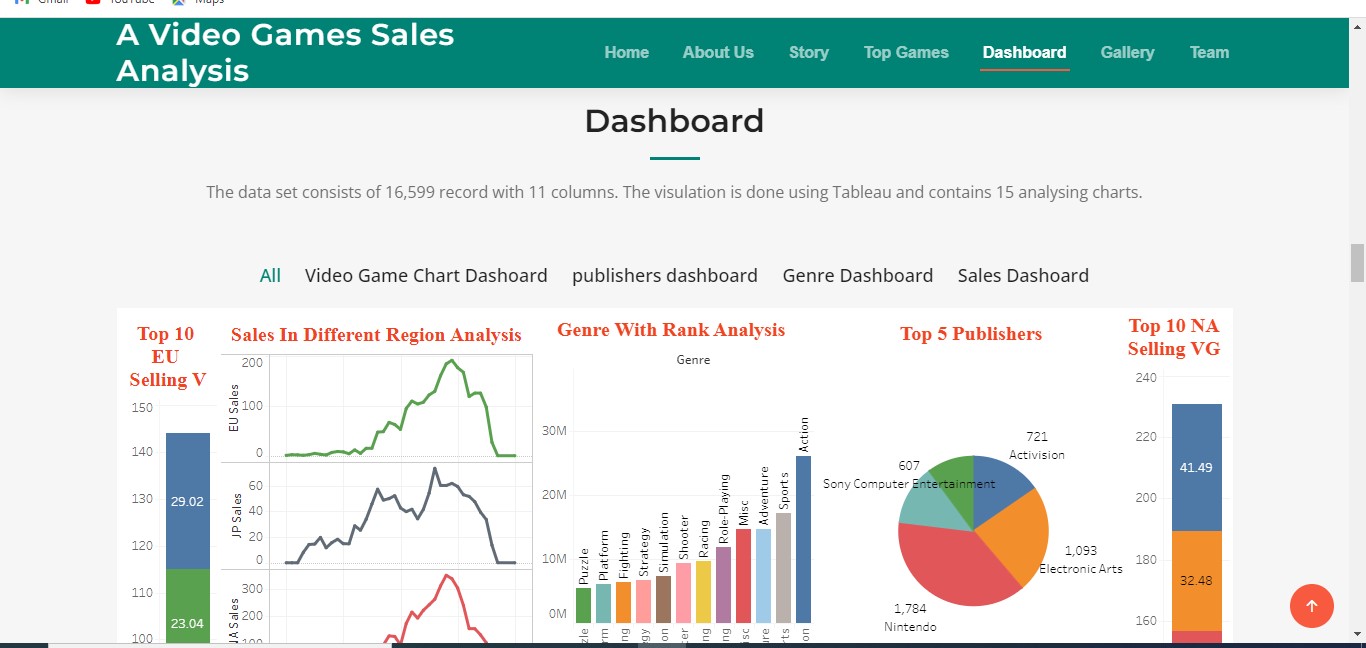 Gmail
YouTube
Maps
A Video Games Sales
Analysis
Home
About Us
Story
Top Games
Dashboard
Gallery
Team
Dashboard
The data set consists of 16,599 record with 11 columns. The visulation is done using Tableau and contains 15 analysing charts.
All
Video Game Chart Dashoard
publishers dashboard
Genre Dashboard
Sales Dashoard
Top 10
EU
Selling V
150
140
130
120
110
100
29.02
23.04
Sales In Different Region Analysis
EU Sales
200
100
0
JP Sales
60
40
20
0
300
200
100
Genre With Rank Analysis
Genre
30M
20M
10M
0M
Puzzle
Platform
Fighting
Strategy
Simulation
Shooter
Racing
Role-Playing
Misc
Adventure
Sports
Action
Top 5 Publishers
721
Activision
607
Sony Computer Entertainment
1,093
Electronic Arts
1,784
Nintendo
Top 10 NA
Selling VG
240
220
200
180
160
41.49
32.48